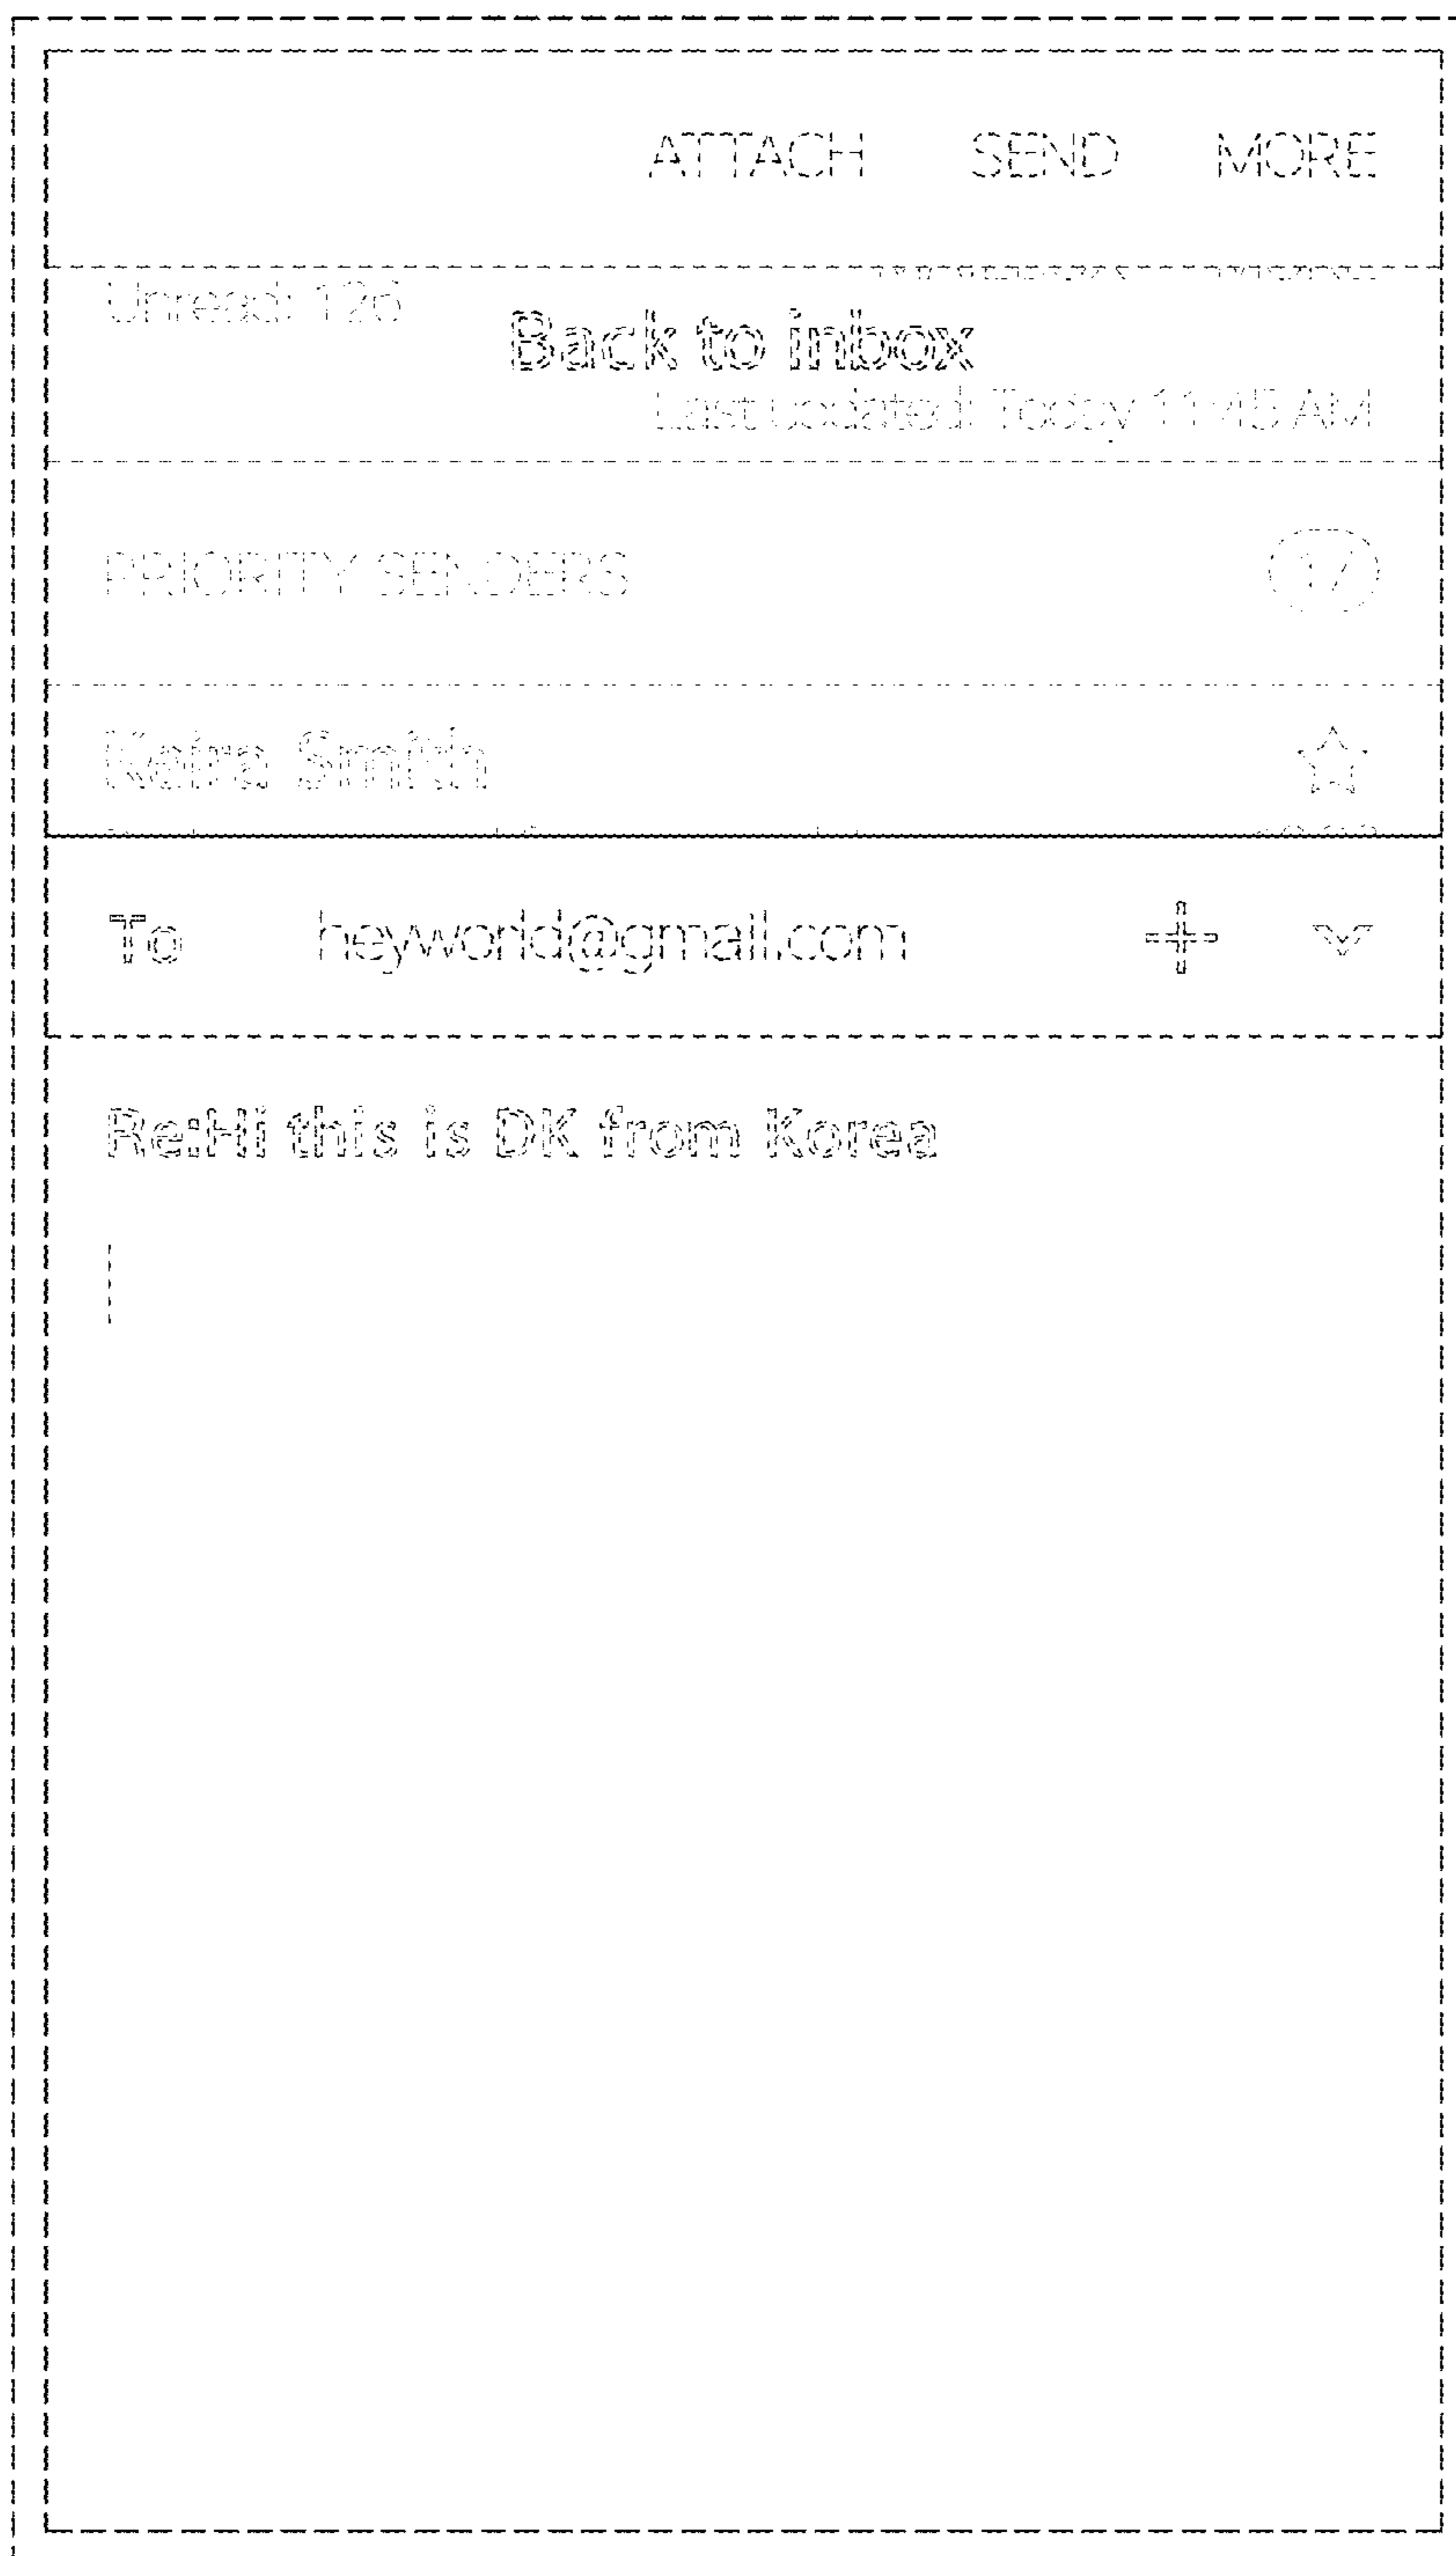 ATTACH SEND MORE
Unread: 126
Back to inbox
Last updated: Today 11:45 AM
PRIORITY SENDERS 17
Keira Smith
To heyworld@gmail.com
Re:Hi this is DK from Korea